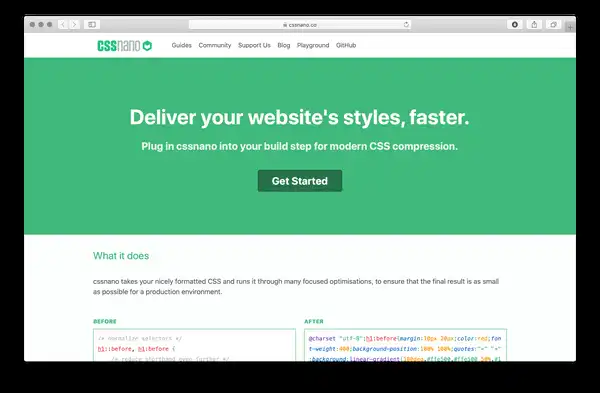 cssnano.co
cssnano
Guides Community Support Us Blog Playground GitHub
Deliver your website's styles, faster.
Plug in cssnano into your build step for modern CSS compression.
Get Started
What it does
cssnano takes your nicely formatted CSS and runs it through many focused optimisations, to ensure that the final result is as small
as possible for a production environment.
BEFORE
/* normalize selectors */
h1::before, h1:before {
/* reduce shorthand even further */
AFTER
@charset "utf-8";h1:before{margin:10px 20px;color:red;fon
t-weight:400;background-position:100% 100%;quotes:"«" "»"
;background:linear-gradient(